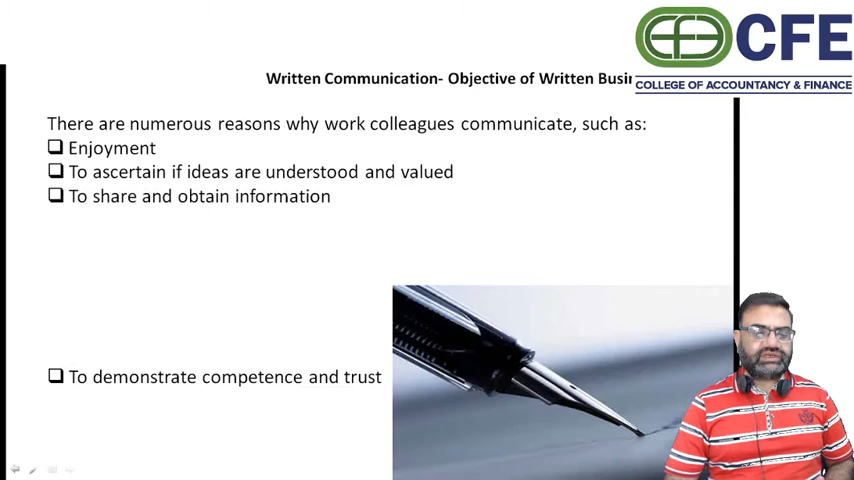 CFE
COLLEGE OF ACCOUNTANCY & FINANCE
Written Communication- Objective of Written
There are numerous reasons why work colleagues communicate, such as:
Enjoyment
To ascertain if ideas are understood and valued
To share and obtain information
To demonstrate competence and trust